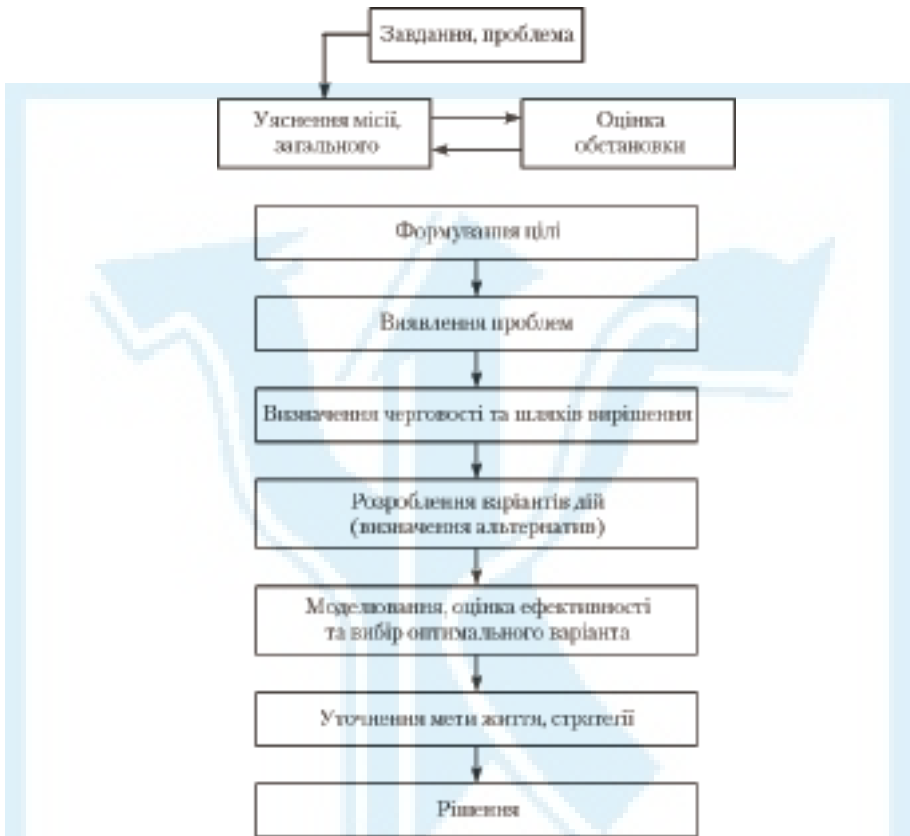 Завдання, проблема
Уяснення місії,
загального
Оцінка
обстановки
Формування цілі
Виявлення проблем
Визначення черговості та шляхів вирішення
Розроблення варіантів дій
(визначення альтернатив)
Моделювання, оцінка ефективності
та вибір оптимального варіанта
Уточнення мети життя, стратегії
Рішення